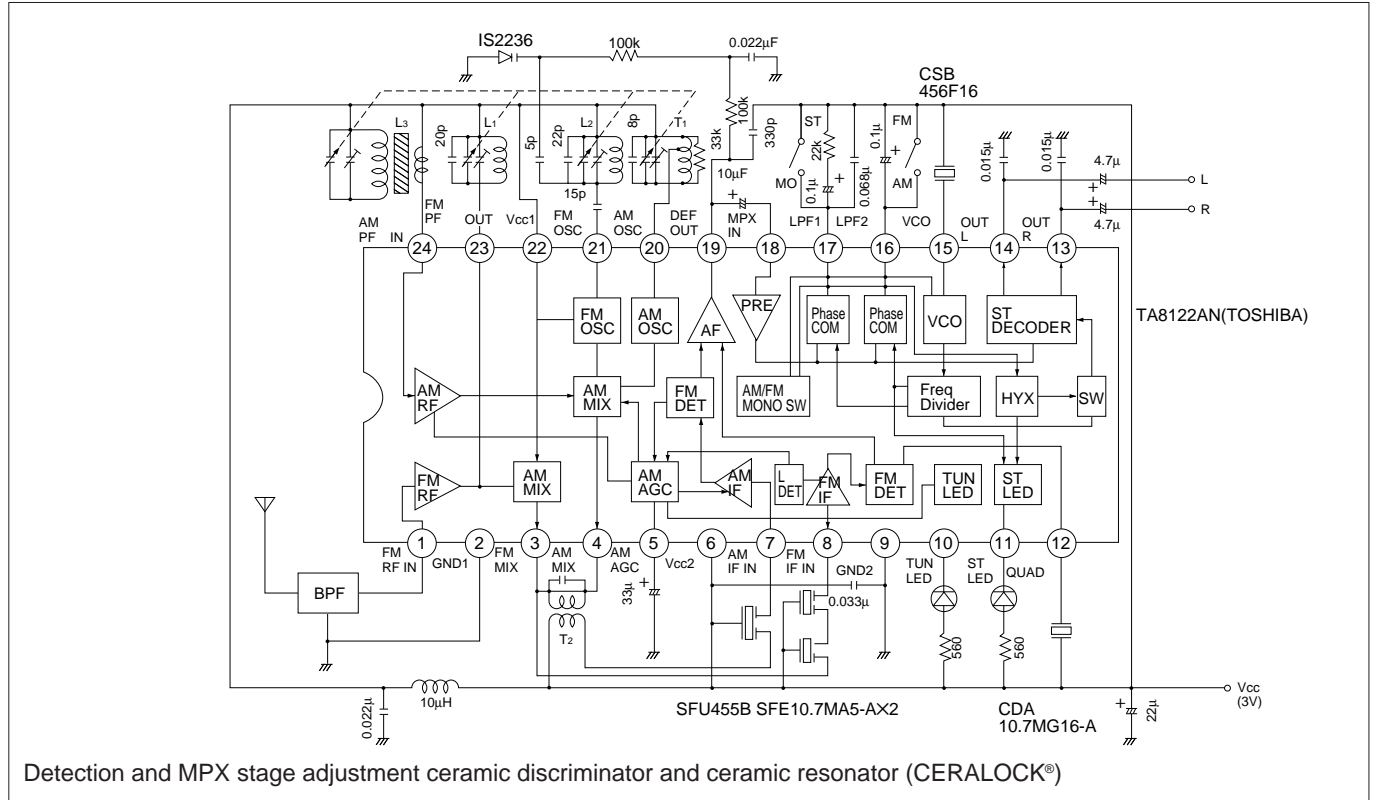 IS2236
100k
0.022µF
CSB
456F16
L3
20p
L1
5p
22p
L2
8p
T1
33k
100k
330p
ST
22k
0.1µ
FM
0.015µ
0.015µ
4.7µ
L
R
4.7µ
15p
10µF
MO
0.1µ
0.068µ
AM
AM
PF
FM
PF
IN
OUT
Vcc1
FM
OSC
AM
OSC
DEF
OUT
MPX
IN
LPF1
LPF2
VCO
OUT
L
OUT
R
24
23
22
21
20
19
18
17
16
15
14
13
FM
OSC
AM
OSC
AF
PRE
Phase
COM
Phase
COM
VCO
ST
DECODER
TA8122AN(TOSHIBA)
AM
RF
AM
MIX
FM
DET
AM/FM
MONO SW
Freq
Divider
HYX
SW
FM
RF
AM
MIX
AM
AGC
AM
IF
L
DET
FM
IF
FM
DET
TUN
LED
ST
LED
1
2
3
4
5
6
7
8
9
10
11
12
FM
RF IN
GND1
FM
MIX
AM
MIX
AM
AGC
Vcc2
AM
IF IN
FM
IF IN
GND2
TUN
LED
ST
LED
QUAD
BPF
T2
33µ
0.033µ
560
560
0.022µ
10µH
SFU455B SFE10.7MA5-A×2
CDA
10.7MG16-A
22µ
Vcc
(3V)
Detection and MPX stage adjustment ceramic discriminator and ceramic resonator (CERALOCK®)